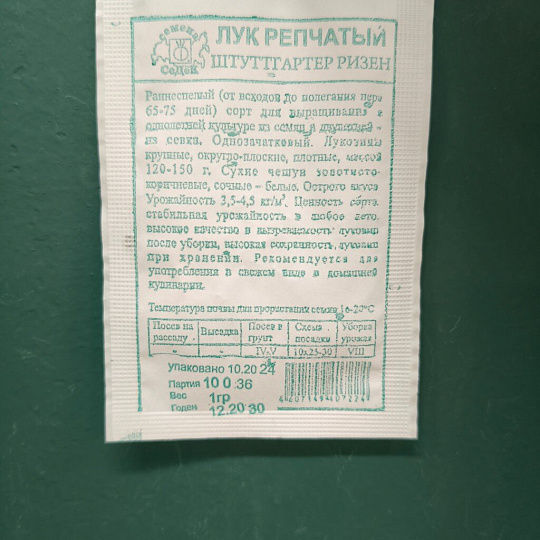 семена
СеДеК
ЛУК РЕПЧАТЫЙ
ШТУТТГАРТЕР РИЗЕН
Раннеспелый (от всходов до полегания пера
65-75 дней) сорт для выращивания в
однолетней культуре из семян и двулетней -
из севка. Однозачатковый. Луковицы
крупные, округло-плоские, плотные, массой
120-150 г. Сухие чешуи золотисто-
коричневые, сочные – белые. Острого вкуса
Урожайность 3,5-4,5 кг/м². Ценность сорта:
стабильная урожайность в любое лето,
высокие качество и вызреваемость луковиц
после уборки, высокая сохранность луковиц
при хранении. Рекомендуется для
употребления в свежем виде и домашней
кулинарии.
Температура почвы для прорастания семян 16-20°С
Посев на рассаду Высадка Посев в грунт Схема посадки Уборка урожая
- - IV-V 10х25-30 VIII
упаковано 10.20 24
Партия 10 0 36
Вес 1гр
Годен 12.20 30